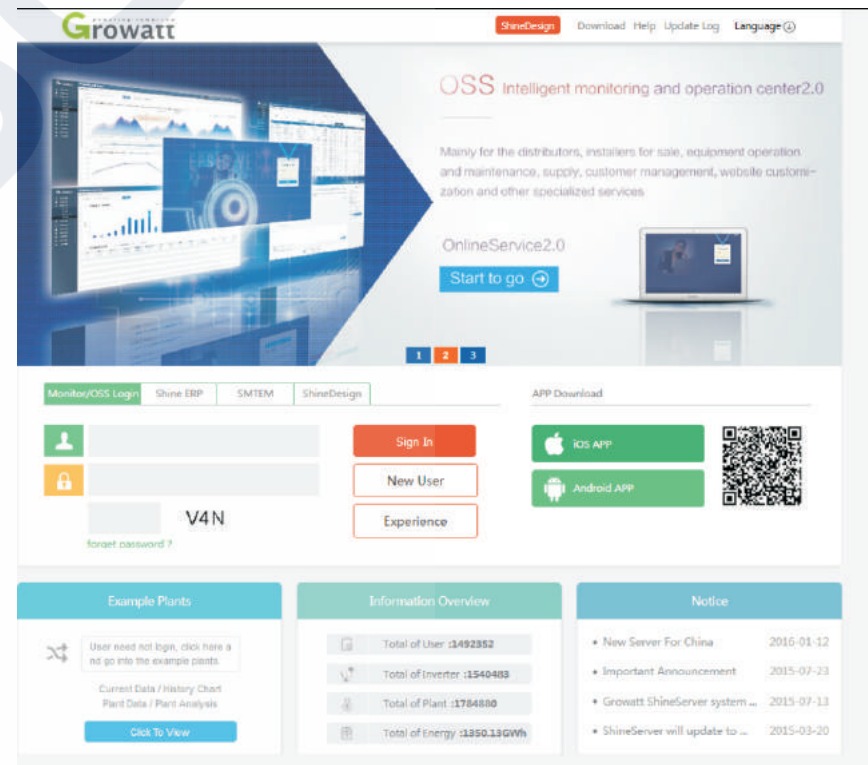 Growatt
ShineDesign Download Help Update Log Language
OSS Intelligent monitoring and operation center2.0
Mainly for the distributors, installers for sale, equipment operation
and maintenance, supply, customer management, website customi-
zation and other specialized services
OnlineService2.0
Start to go
1 2 3
Monitor/OSS Login Shine ERP SMTEM ShineDesign
APP Download
Sign In
iOS APP
New User
Android APP
V4N
Experience
forget password ?
Example Plants
User need not login, click here a
nd go into the example plants.
Current Data / History Chart
Plant Data / Plant Analysis
Click To View
Information Overview
Total of User :1492352
Total of Inverter :1540483
Total of Plant :1784880
Total of Energy :1350.13GWh
Notice
• New Server For China 2016-01-12
• Important Announcement 2015-07-23
• Growatt ShineServer system ... 2015-07-13
• ShineServer will update to ... 2015-03-20